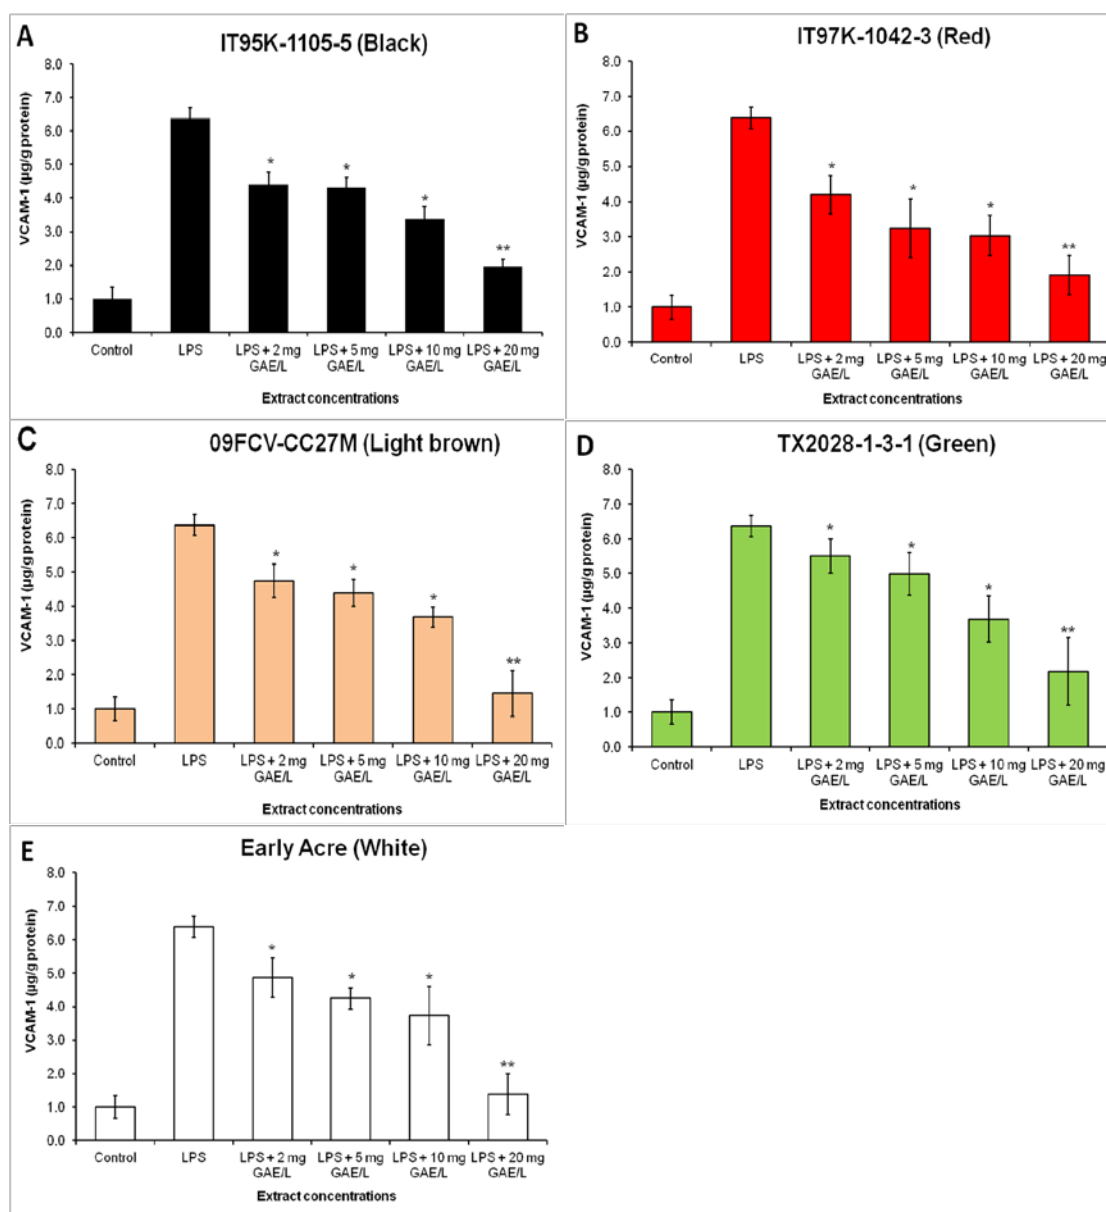 A
IT95K-1105-5 (Black)
VCAM-1 (µg/g protein)
8.0
7.0
6.0
5.0
4.0
3.0
2.0
1.0
0.0
*
*
*
**
Control
LPS
LPS + 2 mg
GAE/L
LPS + 5 mg
GAE/L
LPS + 10 mg
GAE/L
LPS + 20 mg
GAE/L
Extract concentrations
B
IT97K-1042-3 (Red)
VCAM-1 (µg/g protein)
8.0
7.0
6.0
5.0
4.0
3.0
2.0
1.0
0.0
*
*
*
**
Control
LPS
LPS + 2 mg
GAE/L
LPS + 5 mg
GAE/L
LPS + 10 mg
GAE/L
LPS + 20 mg
GAE/L
Extract concentrations
C
09FCV-CC27M (Light brown)
VCAM-1 (µg/g protein)
8.0
7.0
6.0
5.0
4.0
3.0
2.0
1.0
0.0
*
*
*
**
Control
LPS
LPS + 2 mg
GAE/L
LPS + 5 mg
GAE/L
LPS + 10 mg
GAE/L
LPS + 20 mg
GAE/L
Extract concentrations
D
TX2028-1-3-1 (Green)
VCAM-1 (µg/g protein)
8.0
7.0
6.0
5.0
4.0
3.0
2.0
1.0
0.0
*
*
*
**
Control
LPS
LPS + 2 mg
GAE/L
LPS + 5 mg
GAE/L
LPS + 10 mg
GAE/L
LPS + 20 mg
GAE/L
Extract concentrations
E
Early Acre (White)
VCAM-1 (µg/g protein)
8.0
7.0
6.0
5.0
4.0
3.0
2.0
1.0
0.0
*
*
*
**
Control
LPS
LPS + 2 mg
GAE/L
LPS + 5 mg
GAE/L
LPS + 10 mg
GAE/L
LPS + 20 mg
GAE/L
Extract concentrations